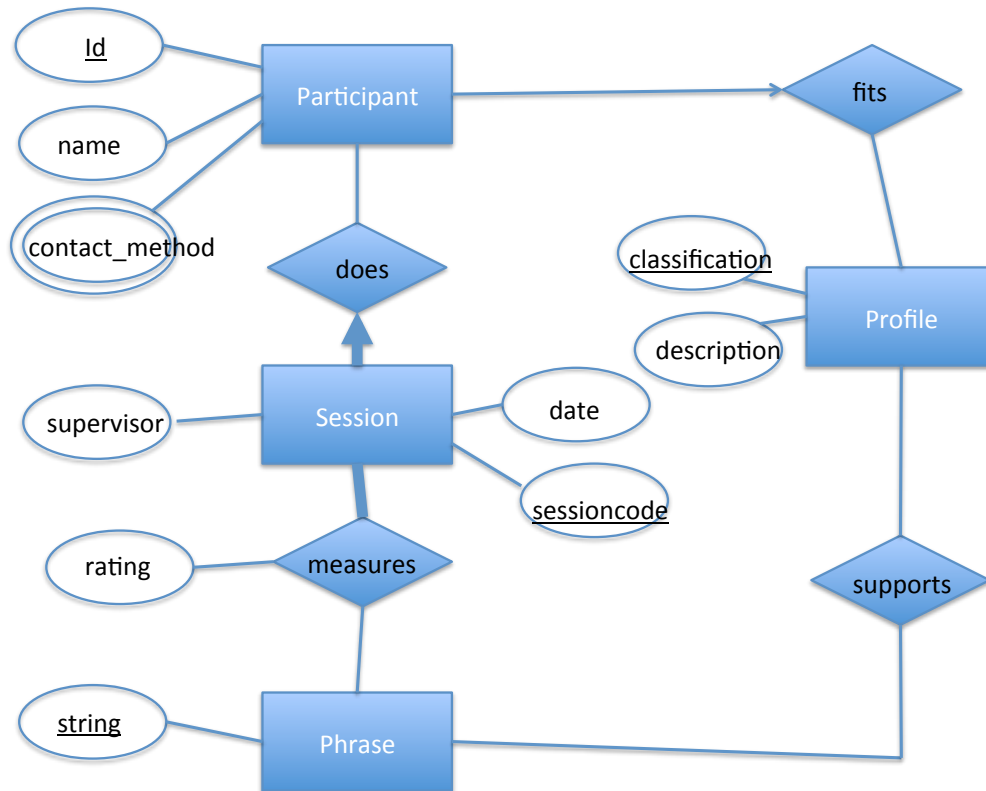 Id
Participant
fits
name
contact_method
does
classification
Profile
description
supervisor
Session
date
sessioncode
rating
measures
supports
string
Phrase